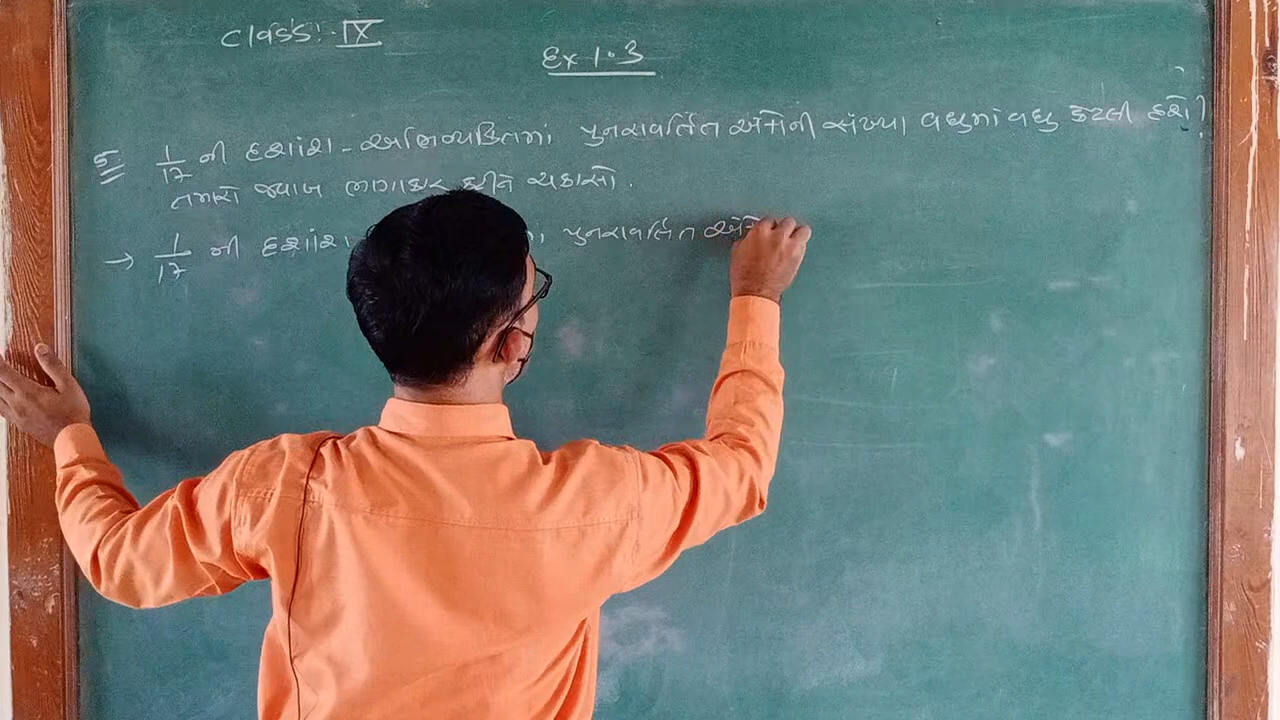 Class:- IX
Ex 1.3
5. 1/17 ની દશાંશ-અભિવ્યક્તિમાં પુનરાવર્તિત અંકોની સંખ્યા વધુમાં વધુ કેટલી હશે?
તમારો જવાબ ભાગાકાર કરીને ચકાસો.
→ 1/17 ની દશાંશ પુનરાવર્તિત